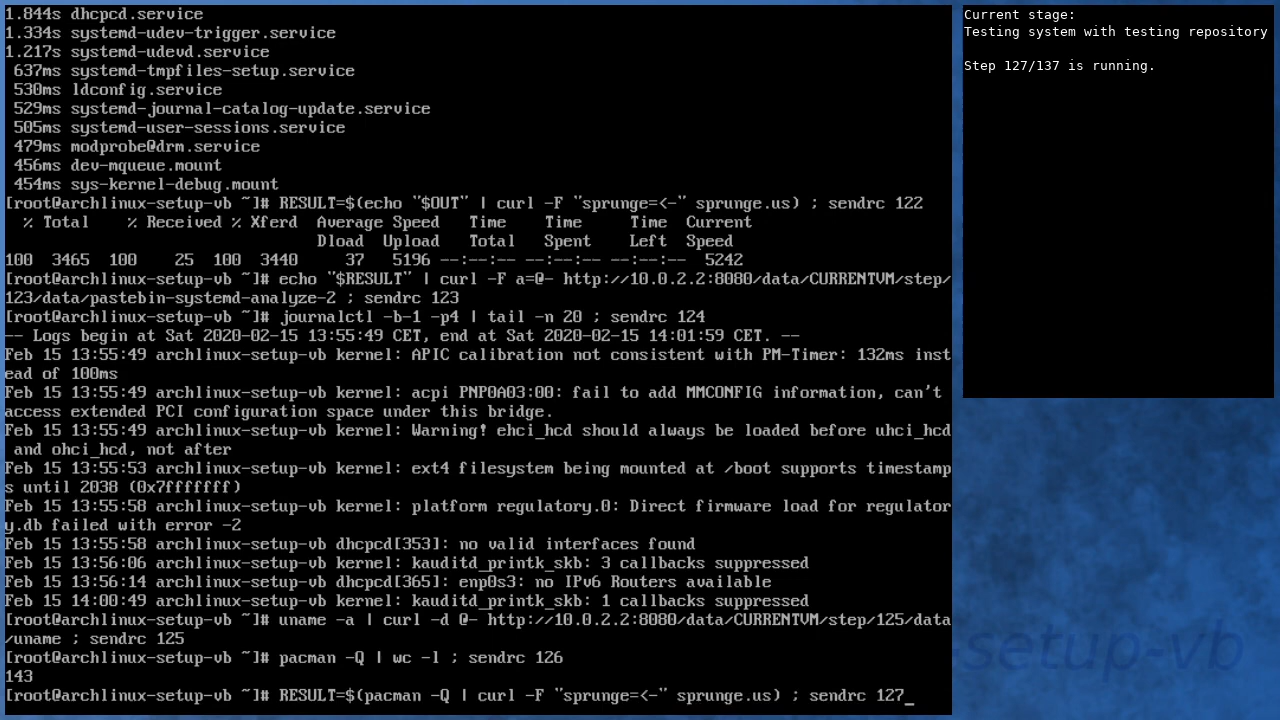 1.844s dhcpcd.service
1.334s systemd-udev-trigger.service
1.217s systemd-udevd.service
637ms systemd-tmpfiles-setup.service
530ms ldconfig.service
529ms systemd-journal-catalog-update.service
505ms systemd-user-sessions.service
479ms modprobe@drm.service
456ms dev-mqueue.mount
454ms sys-kernel-debug.mount
[root@archlinux-setup-vb ~]# RESULT=$(echo "$OUT" | curl -F "sprunge=<-" sprunge.us) ; sendrc 122
  % Total    % Received % Xferd  Average Speed   Time    Time     Time  Current
                                 Dload  Upload   Total   Spent    Left  Speed
100  3465  100    25  100  3440     37   5196 --:--:-- --:--:-- --:--:--  5242
[root@archlinux-setup-vb ~]# echo "$RESULT" | curl -F a=@- http://10.0.2.2:8080/data/CURRENTVM/step/
123/data/pastebin-systemd-analyze-2 ; sendrc 123
[root@archlinux-setup-vb ~]# journalctl -b-1 -p4 | tail -n 20 ; sendrc 124
-- Logs begin at Sat 2020-02-15 13:55:49 CET, end at Sat 2020-02-15 14:01:59 CET. --
Feb 15 13:55:49 archlinux-setup-vb kernel: APIC calibration not consistent with PM-Timer: 132ms inst
ead of 100ms
Feb 15 13:55:49 archlinux-setup-vb kernel: acpi PNP0A03:00: fail to add MMCONFIG information, can't
access extended PCI configuration space under this bridge.
Feb 15 13:55:49 archlinux-setup-vb kernel: Warning! ehci_hcd should always be loaded before uhci_hcd
 and ohci_hcd, not after
Feb 15 13:55:53 archlinux-setup-vb kernel: ext4 filesystem being mounted at /boot supports timestamp
s until 2038 (0x7fffffff)
Feb 15 13:55:58 archlinux-setup-vb kernel: platform regulatory.0: Direct firmware load for regulator
y.db failed with error -2
Feb 15 13:55:58 archlinux-setup-vb dhcpcd[353]: no valid interfaces found
Feb 15 13:56:06 archlinux-setup-vb kernel: kauditd_printk_skb: 3 callbacks suppressed
Feb 15 13:56:14 archlinux-setup-vb dhcpcd[365]: enp0s3: no IPv6 Routers available
Feb 15 14:00:49 archlinux-setup-vb kernel: kauditd_printk_skb: 1 callbacks suppressed
[root@archlinux-setup-vb ~]# uname -a | curl -d @- http://10.0.2.2:8080/data/CURRENTVM/step/125/data
/uname ; sendrc 125
[root@archlinux-setup-vb ~]# pacman -Q | wc -l ; sendrc 126
143
[root@archlinux-setup-vb ~]# RESULT=$(pacman -Q | curl -F "sprunge=<-" sprunge.us) ; sendrc 127_
Current stage:
Testing system with testing repository
Step 127/137 is running.
-setup-vb